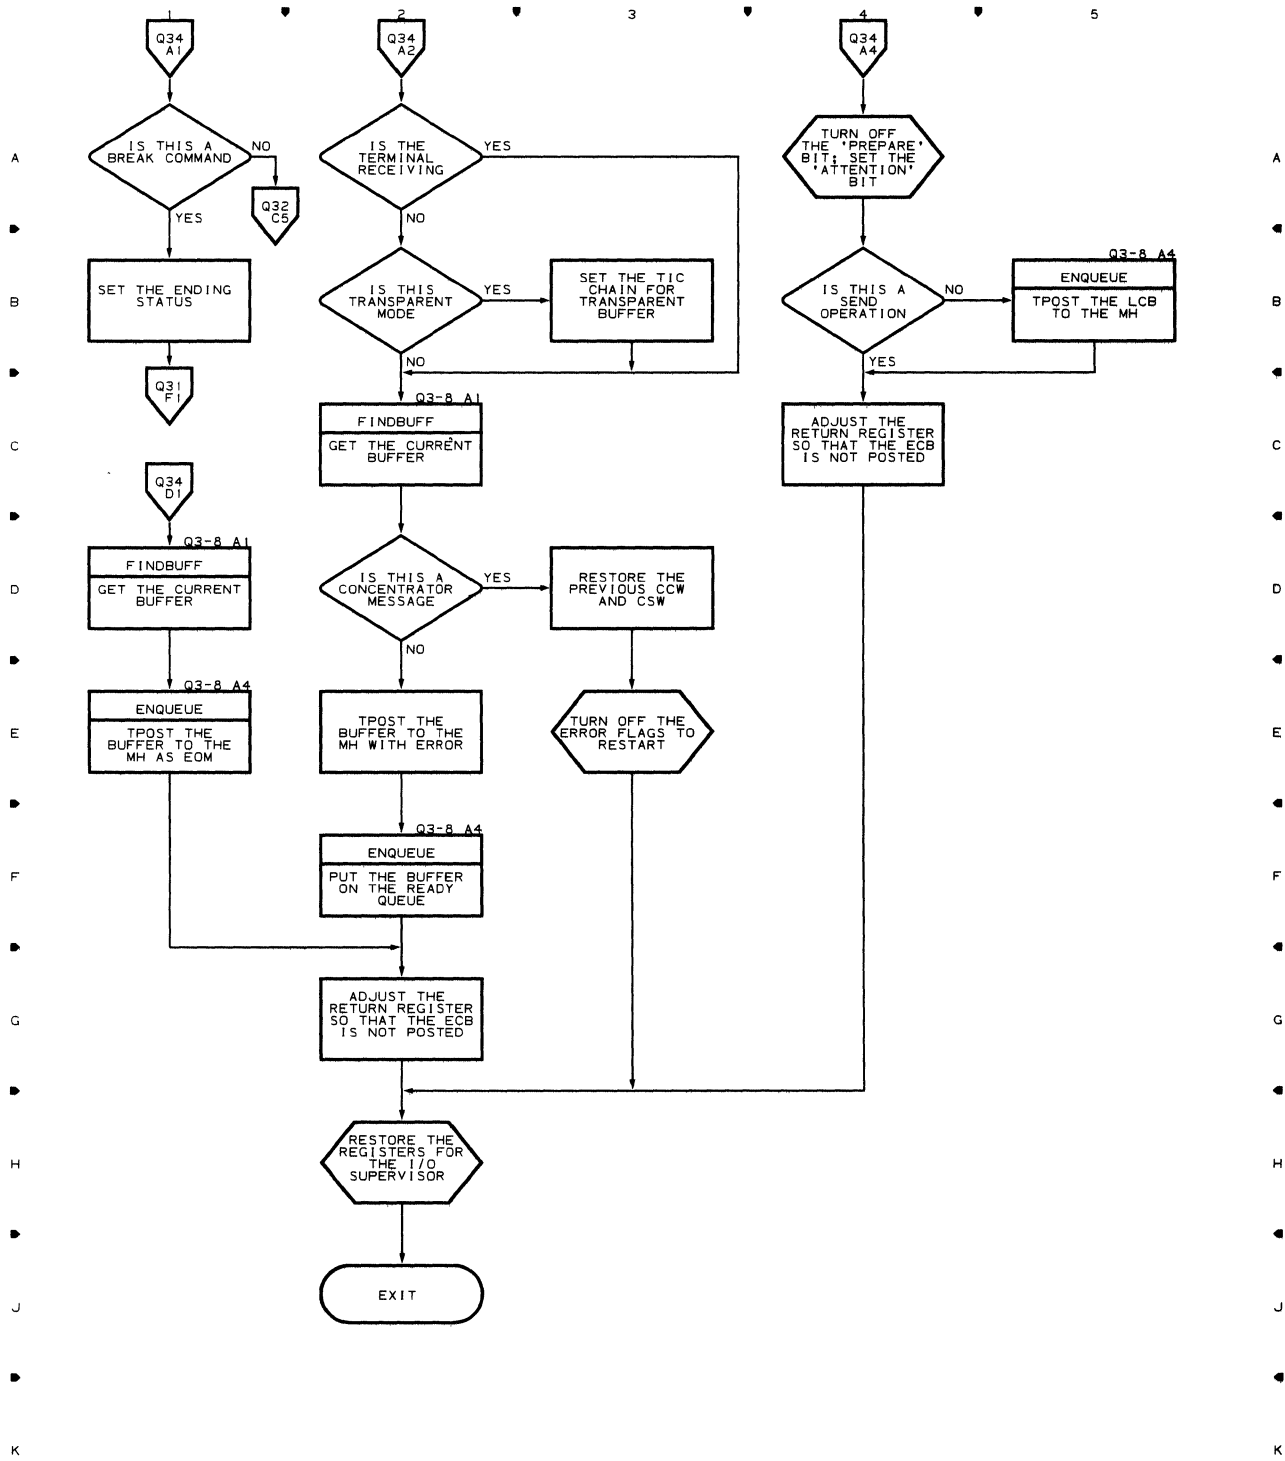 1 2 3 4 5
Q34
A1
Q34
A2
Q34
A4
A
IS THIS A
BREAK COMMAND
NO
YES
Q32
C5
IS THE
TERMINAL
RECEIVING
YES
NO
TURN OFF
THE 'PREPARE'
BIT; SET THE
'ATTENTION'
BIT
A
B
SET THE ENDING
STATUS
IS THIS
TRANSPARENT
MODE
YES
NO
SET THE TIC
CHAIN FOR
TRANSPARENT
BUFFER
IS THIS A
SEND
OPERATION
NO
YES
Q3-8 A4
ENQUEUE
TPOST THE LCB
TO THE MH
B
Q31
F1
C
Q3-8 A1
FINDBUFF
GET THE CURRENT
BUFFER
ADJUST THE
RETURN REGISTER
SO THAT THE ECB
IS NOT POSTED
C
Q34
D1
D
Q3-8 A1
FINDBUFF
GET THE CURRENT
BUFFER
IS THIS A
CONCENTRATOR
MESSAGE
YES
NO
RESTORE THE
PREVIOUS CCW
AND CSW
D
E
Q3-8 A4
ENQUEUE
TPOST THE
BUFFER TO THE
MH AS EOM
TPOST THE
BUFFER TO THE
MH WITH ERROR
TURN OFF THE
ERROR FLAGS TO
RESTART
E
F
Q3-8 A4
ENQUEUE
PUT THE BUFFER
ON THE READY
QUEUE
F
G
ADJUST THE
RETURN REGISTER
SO THAT THE ECB
IS NOT POSTED
G
H
RESTORE THE
REGISTERS FOR
THE I/O
SUPERVISOR
H
J
EXIT
J
K
K